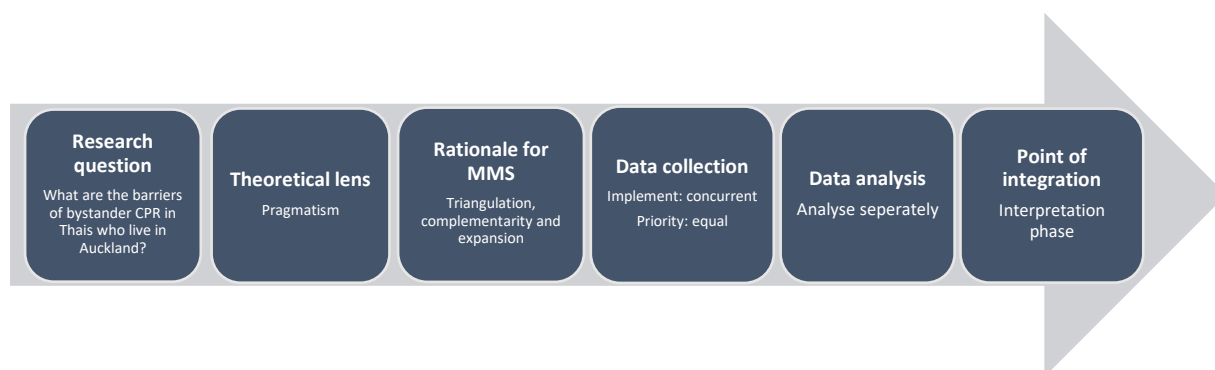 Research
question
What are the barriers
of bystander CPR in
Thais who live in
Auckland?
Theoretical lens
Pragmatism
Rationale for
MMS
Triangulation,
complementarity and
expansion
Data collection
Implement: concurrent
Priority: equal
Data analysis
Analyse seperately
Point of
integration
Interpretation
phase